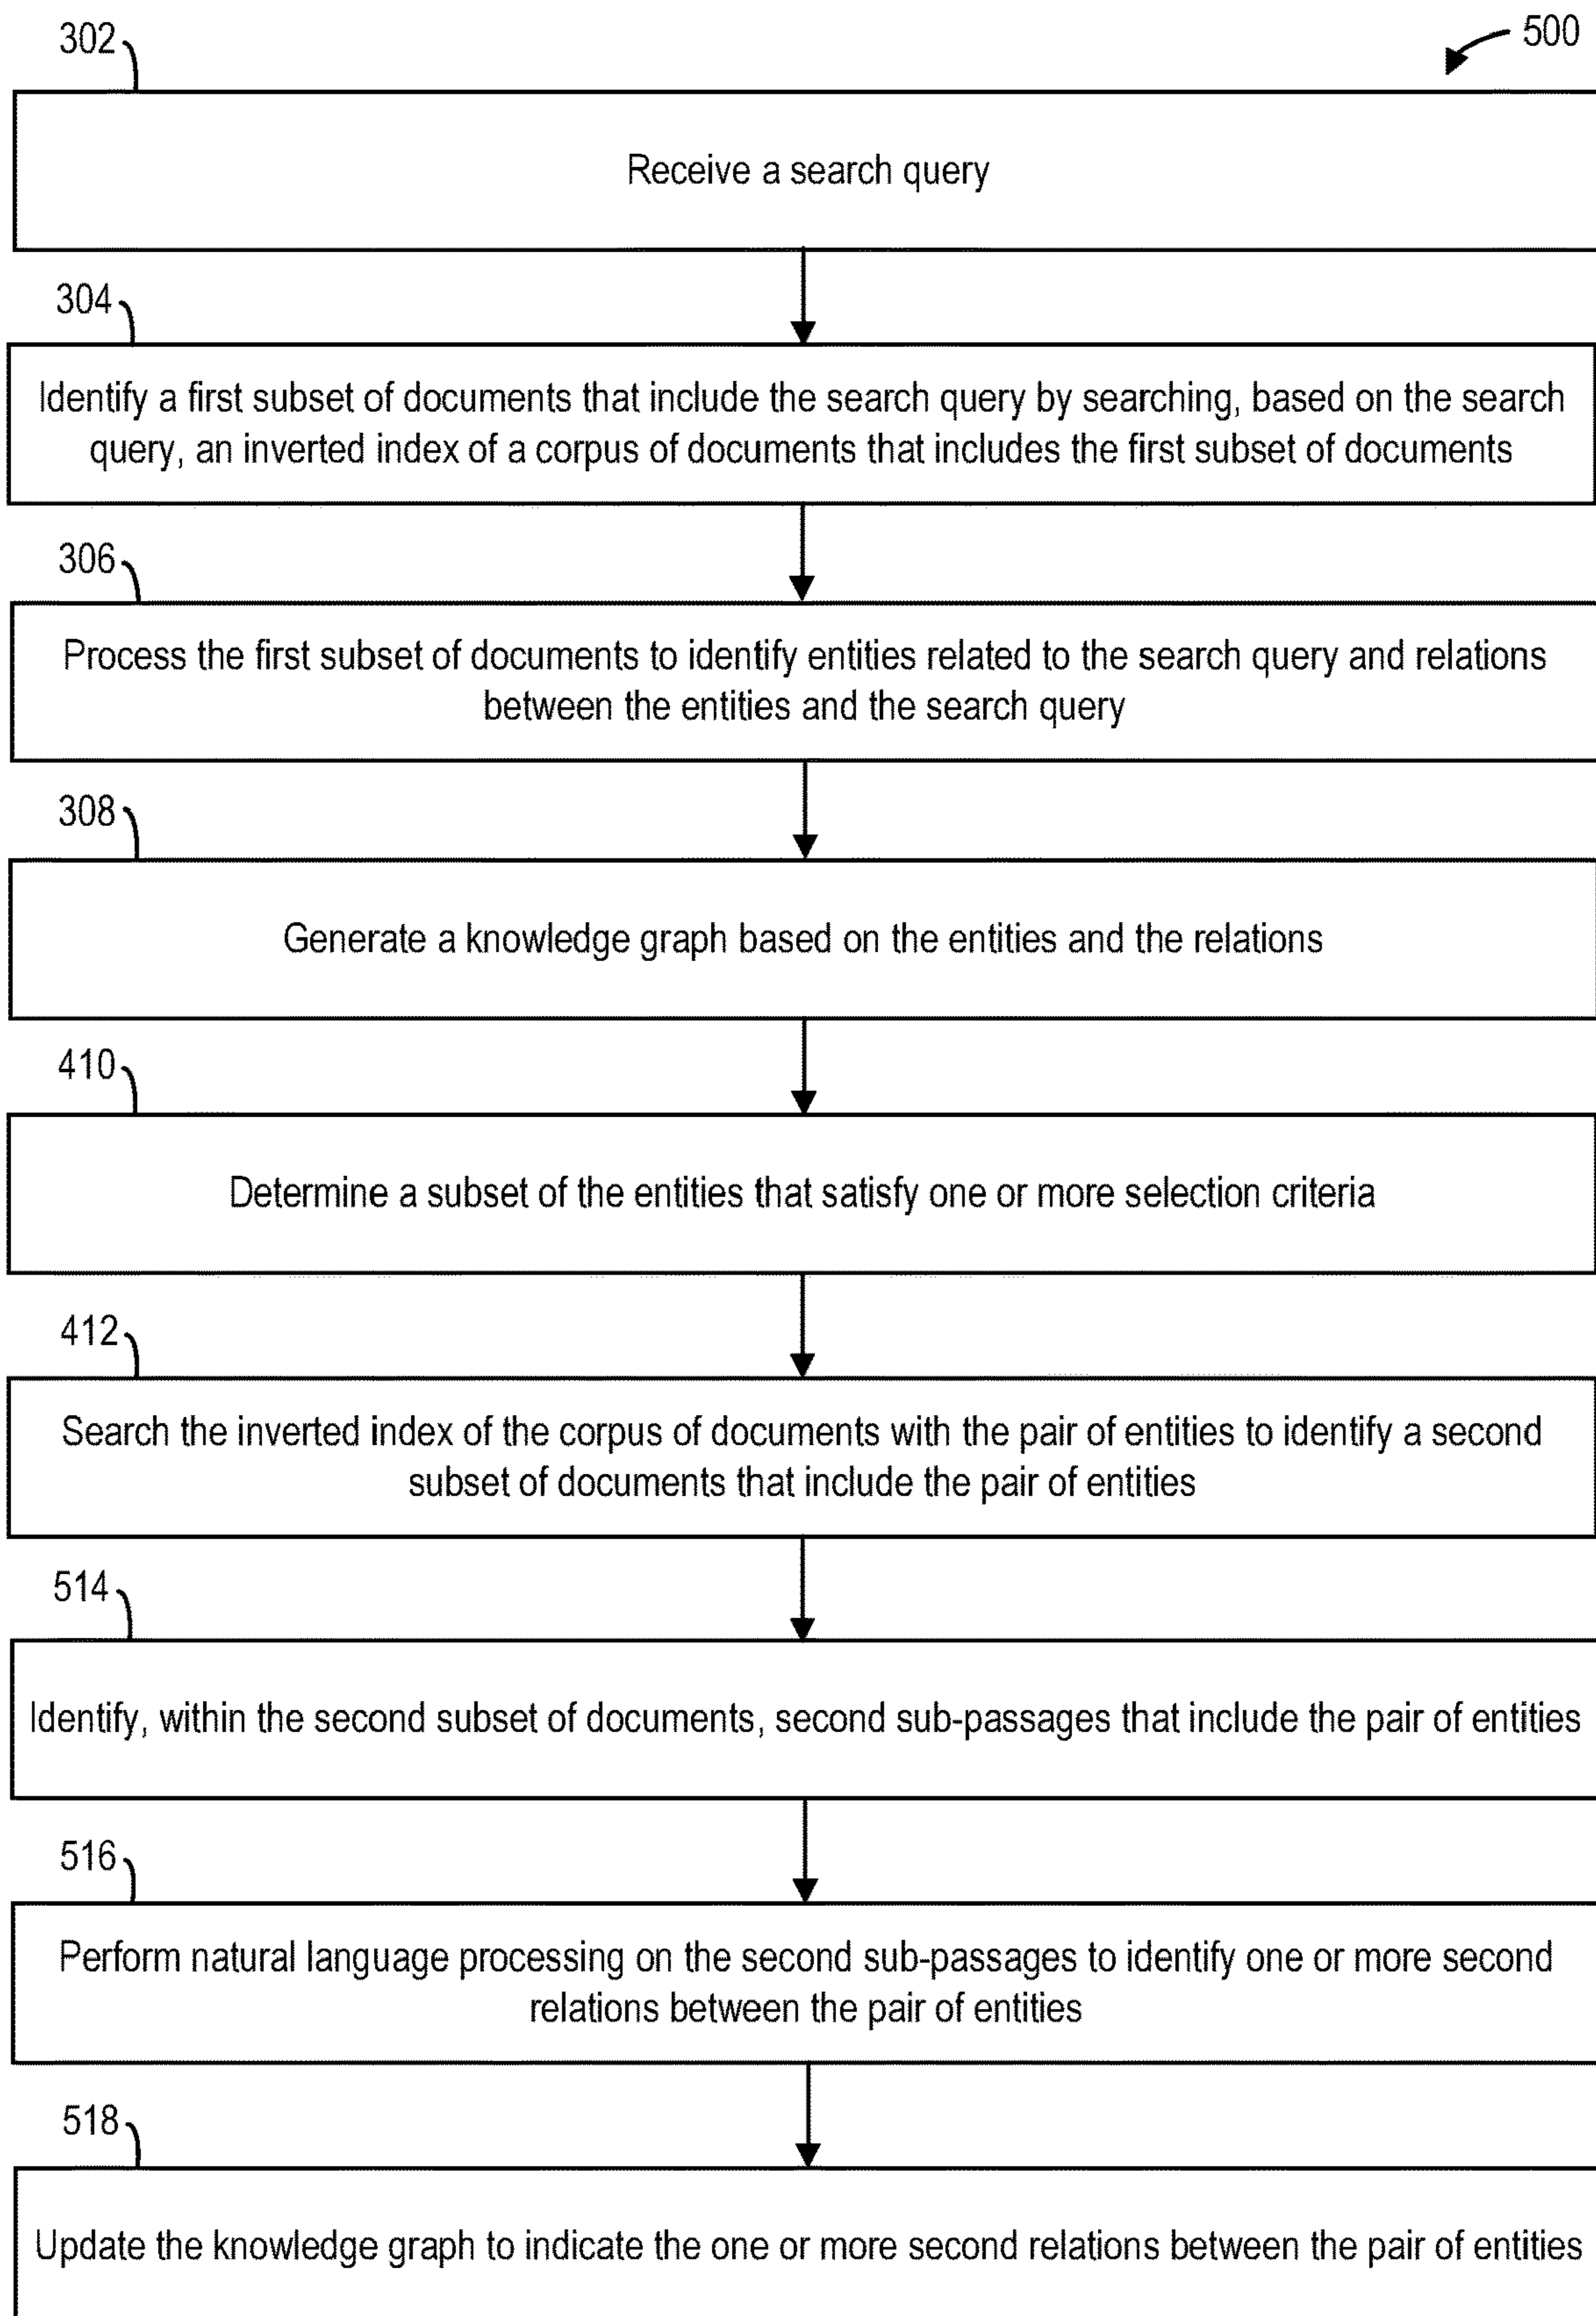 302
500
Receive a search query
304
Identify a first subset of documents that include the search query by searching, based on the search
query, an inverted index of a corpus of documents that includes the first subset of documents
306
Process the first subset of documents to identify entities related to the search query and relations
between the entities and the search query
308
Generate a knowledge graph based on the entities and the relations
410
Determine a subset of the entities that satisfy one or more selection criteria
412
Search the inverted index of the corpus of documents with the pair of entities to identify a second
subset of documents that include the pair of entities
514
Identify, within the second subset of documents, second sub-passages that include the pair of entities
516
Perform natural language processing on the second sub-passages to identify one or more second
relations between the pair of entities
518
Update the knowledge graph to indicate the one or more second relations between the pair of entities